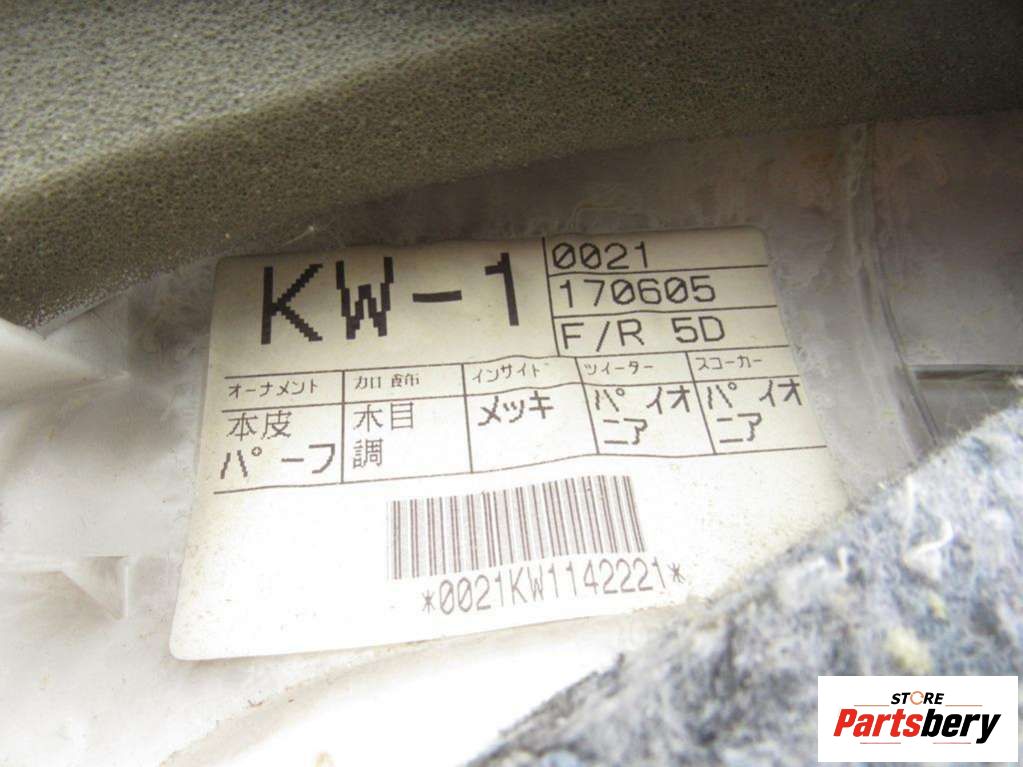 KW-1
0021
170605
F/R 5D
オーナメント 加飾 インサイド ツイーター スコーカー
本皮 木目 メッキ パイオ パイオ
パープ 調 ニア ニア
*0021KW1142221*
STORE
Partsbery